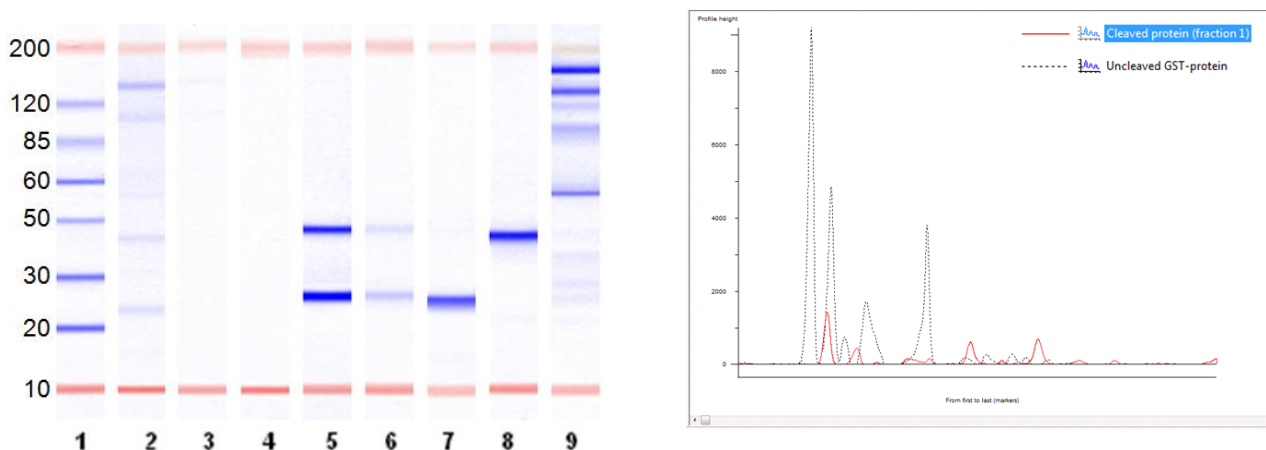 200
120
85
60
50
30
20
10
1 2 3 4 5 6 7 8 9
Profile height
Cleaved protein (fraction 1)
Uncleaved GST-protein
8000
6000
4000
2000
0
From first to last (markers)